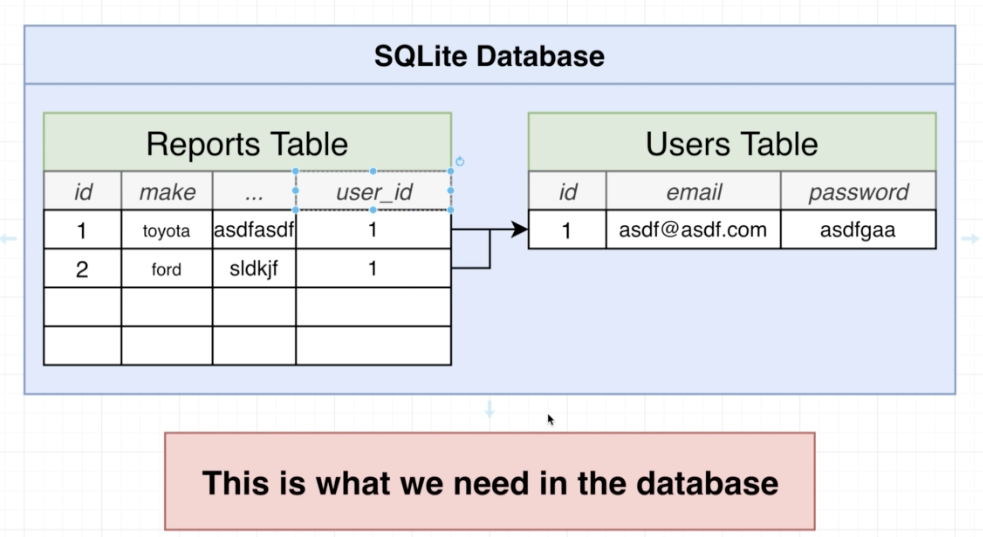 SQLite Database
Reports Table
id make ... user_id
1 toyota asdfasdf 1
2 ford sldkjf 1
Users Table
id email password
1 asdf@asdf.com asdfgaa
This is what we need in the database